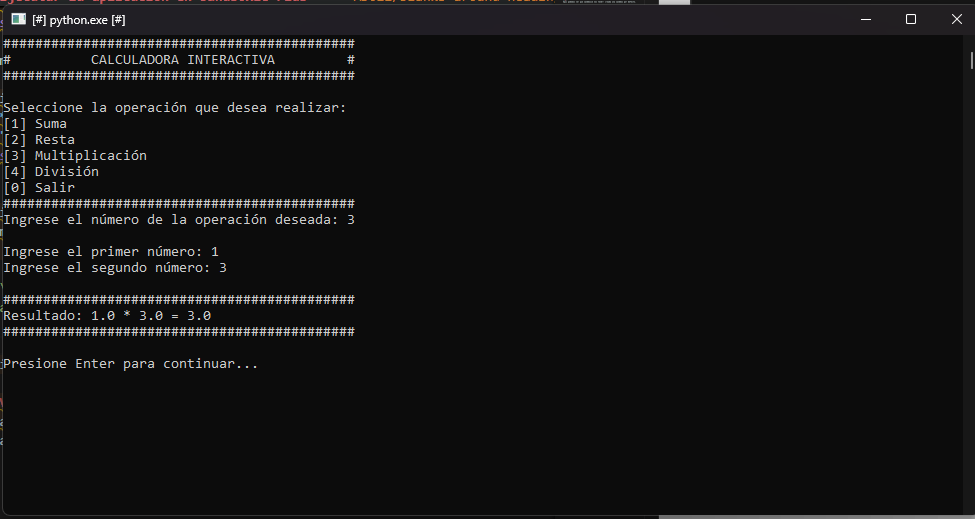 [#] python.exe [#]
############################################
#          CALCULADORA INTERACTIVA         #
############################################
Seleccione la operación que desea realizar:
[1] Suma
[2] Resta
[3] Multiplicación
[4] División
[0] Salir
############################################
Ingrese el número de la operación deseada: 3
Ingrese el primer número: 1
Ingrese el segundo número: 3
############################################
Resultado: 1.0 * 3.0 = 3.0
############################################
Presione Enter para continuar...